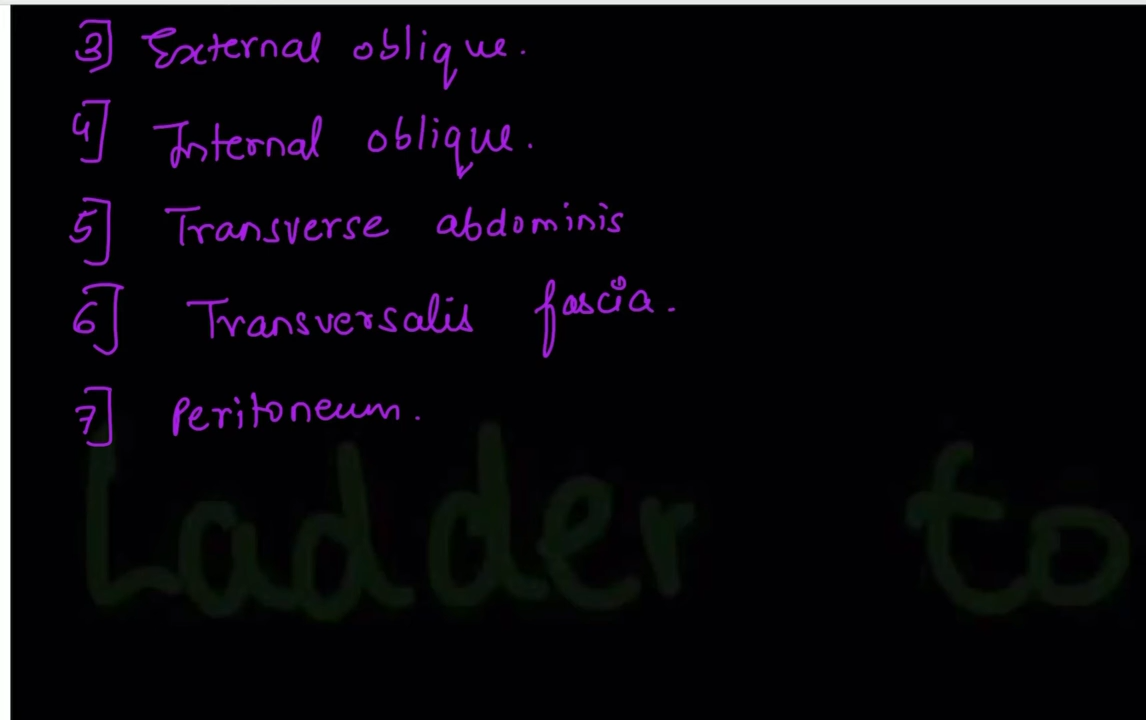 3] External oblique.
4] Internal oblique.
5] Transverse abdominis
6] Transversalis fascia.
7] Peritoneum.
Ladder to